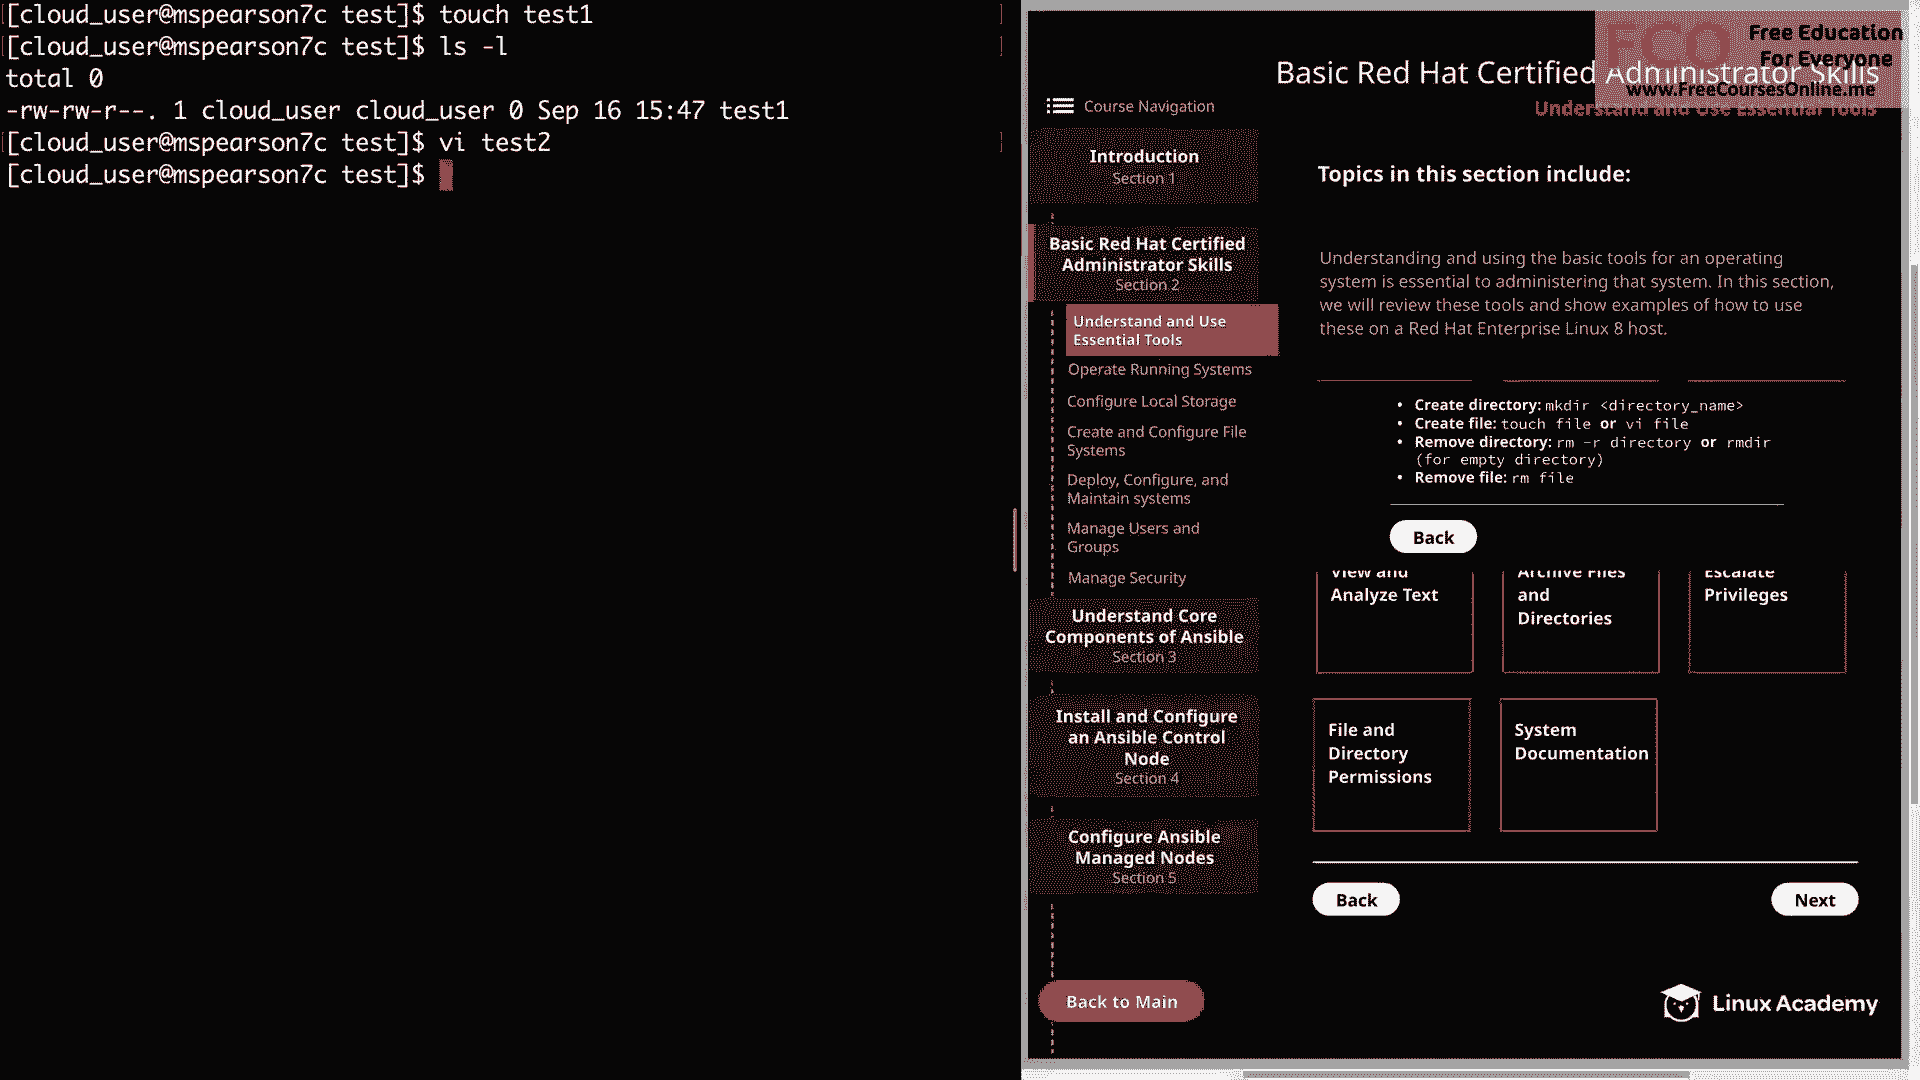 [cloud_user@mspearson7c test]$ touch test1
[cloud_user@mspearson7c test]$ ls -l
total 0
-rw-rw-r--. 1 cloud_user cloud_user 0 Sep 16 15:47 test1
[cloud_user@mspearson7c test]$ vi test2
[cloud_user@mspearson7c test]$
FCO
Free Education
For Everyone
www.FreeCoursesOnline.me
Basic Red Hat Certified Administrator Skills
Understand and Use Essential Tools
Course Navigation
Introduction
Section 1
Basic Red Hat Certified
Administrator Skills
Section 2
Understand and Use
Essential Tools
Operate Running Systems
Configure Local Storage
Create and Configure File
Systems
Deploy, Configure, and
Maintain systems
Manage Users and
Groups
Manage Security
Understand Core
Components of Ansible
Section 3
Install and Configure
an Ansible Control
Node
Section 4
Configure Ansible
Managed Nodes
Section 5
Back to Main
Topics in this section include:
Understanding and using the basic tools for an operating
system is essential to administering that system. In this section,
we will review these tools and show examples of how to use
these on a Red Hat Enterprise Linux 8 host.
• Create directory: mkdir <directory_name>
• Create file: touch file or vi file
• Remove directory: rm -r directory or rmdir
(for empty directory)
• Remove file: rm file
Back
View and
Analyze Text
Archive Files
and
Directories
Escalate
Privileges
File and
Directory
Permissions
System
Documentation
Back
Next
Linux Academy